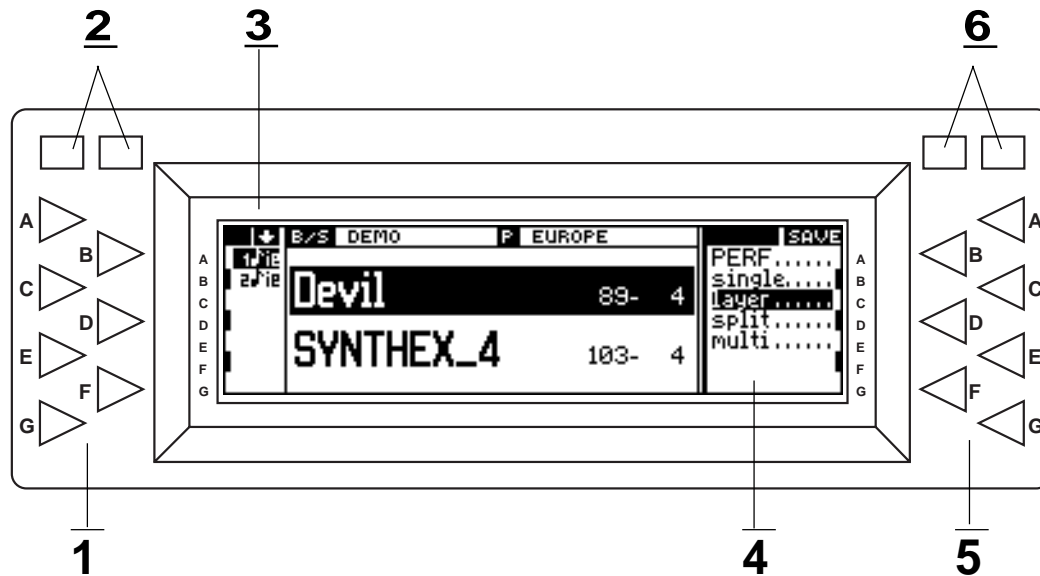 2 3 6
B/S DEMO P EUROPE SAVE
1
2
Devil 89- 4
SYNTHEX_4 103- 4
PERF......
single.....
layer......
split......
multi......
A
B
C
D
E
F
G
A
B
C
D
E
F
G
A
B
C
D
E
F
G
A
B
C
D
E
F
G
1 4 5